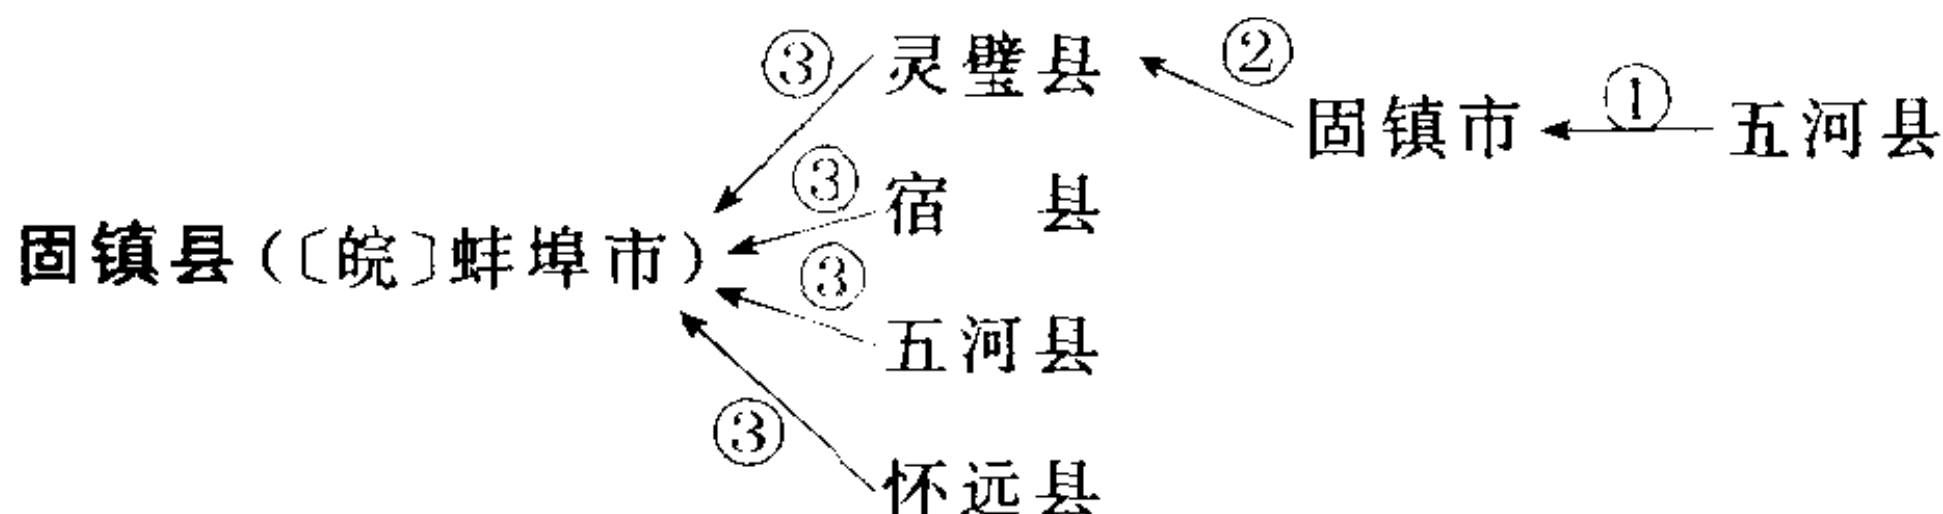 ③ 灵璧县 ②
固镇市 ① 五河县
③ 宿 县
固镇县（〔皖〕蚌埠市）
③
五河县
③
怀远县